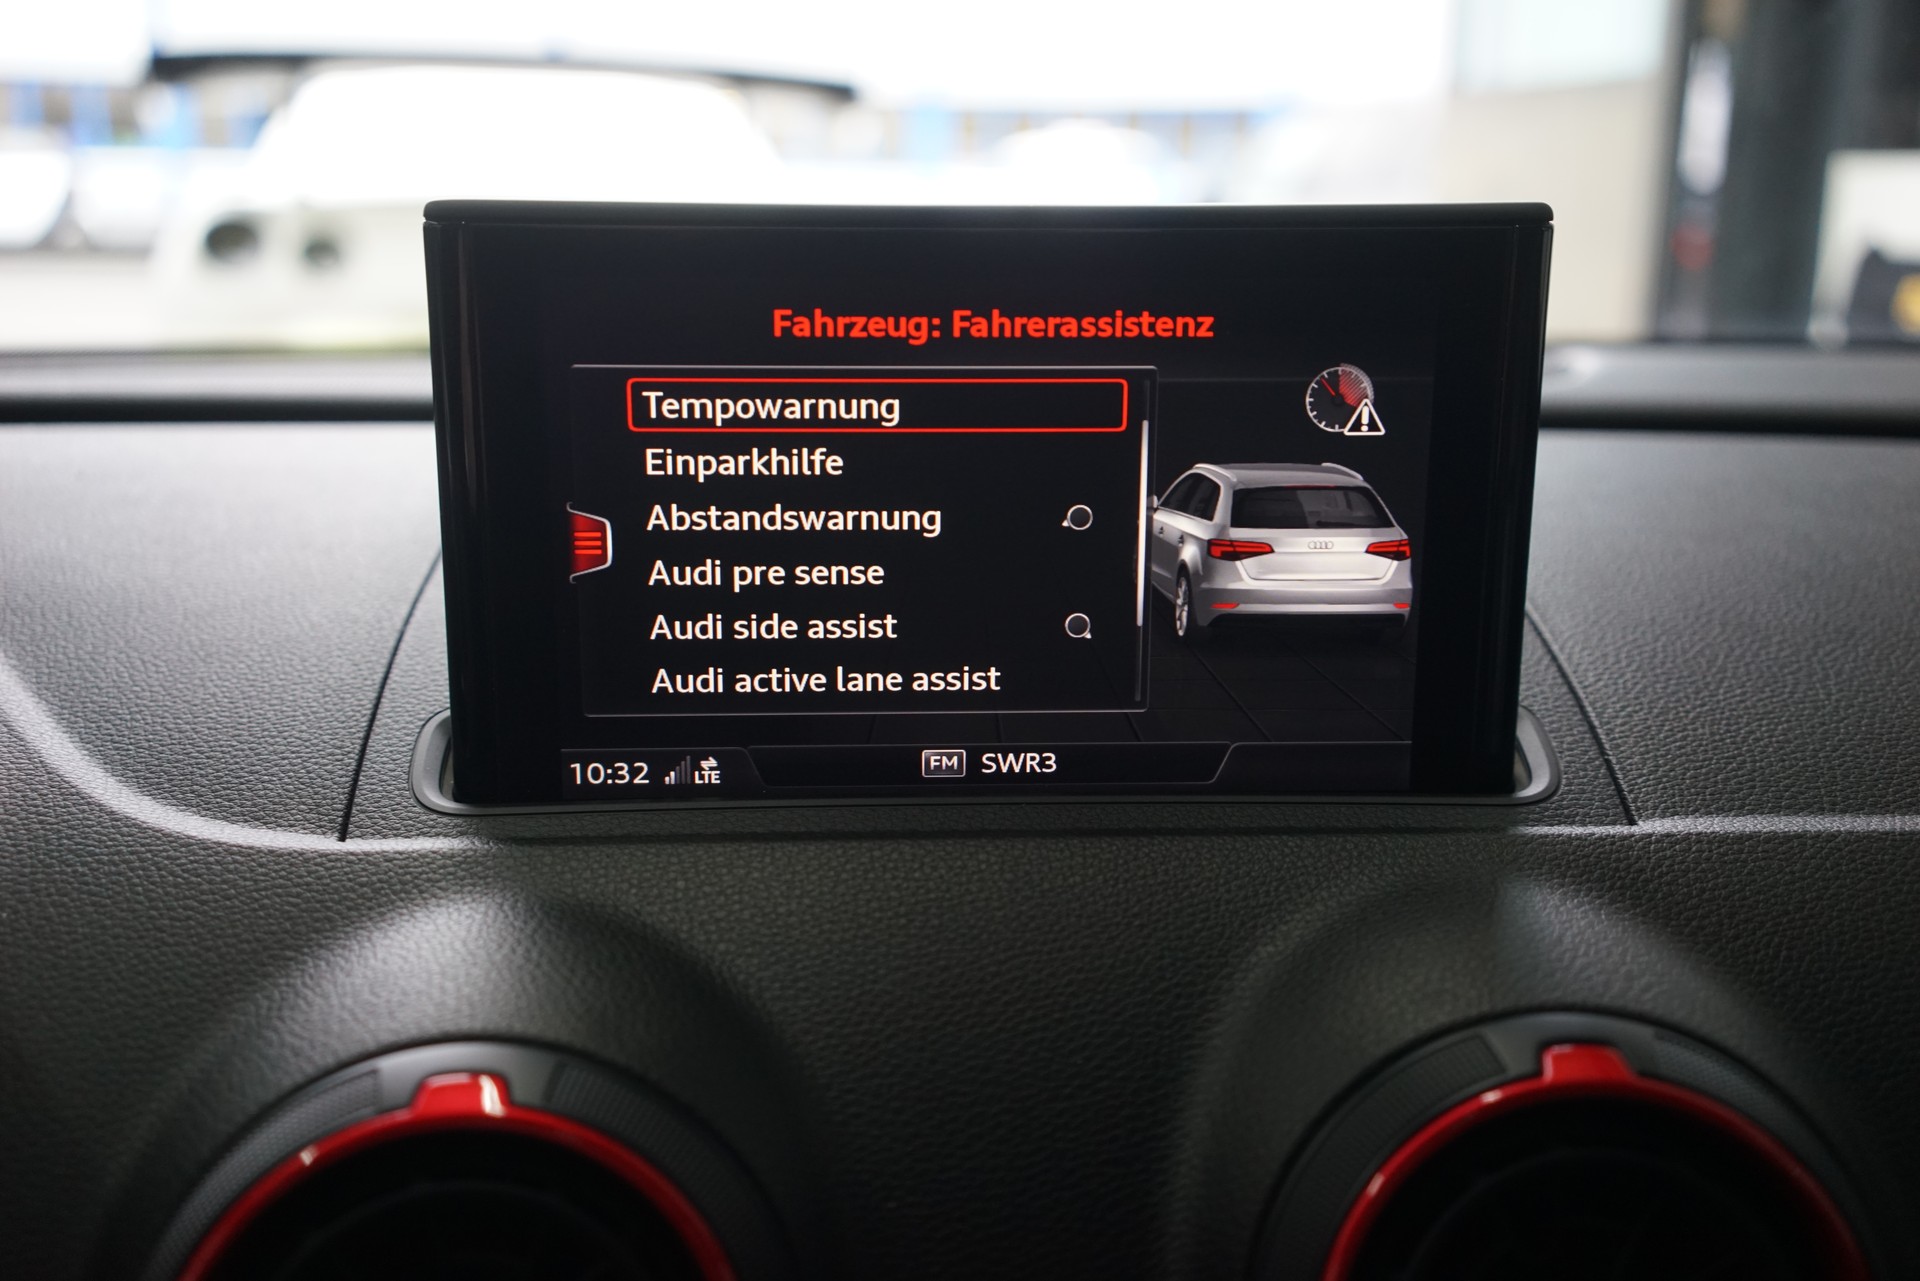 Fahrzeug: Fahrerassistenz
Tempowarnung
Einparkhilfe
Abstandswarnung
Audi pre sense
Audi side assist
Audi active lane assist
10:32 LTE FM SWR3